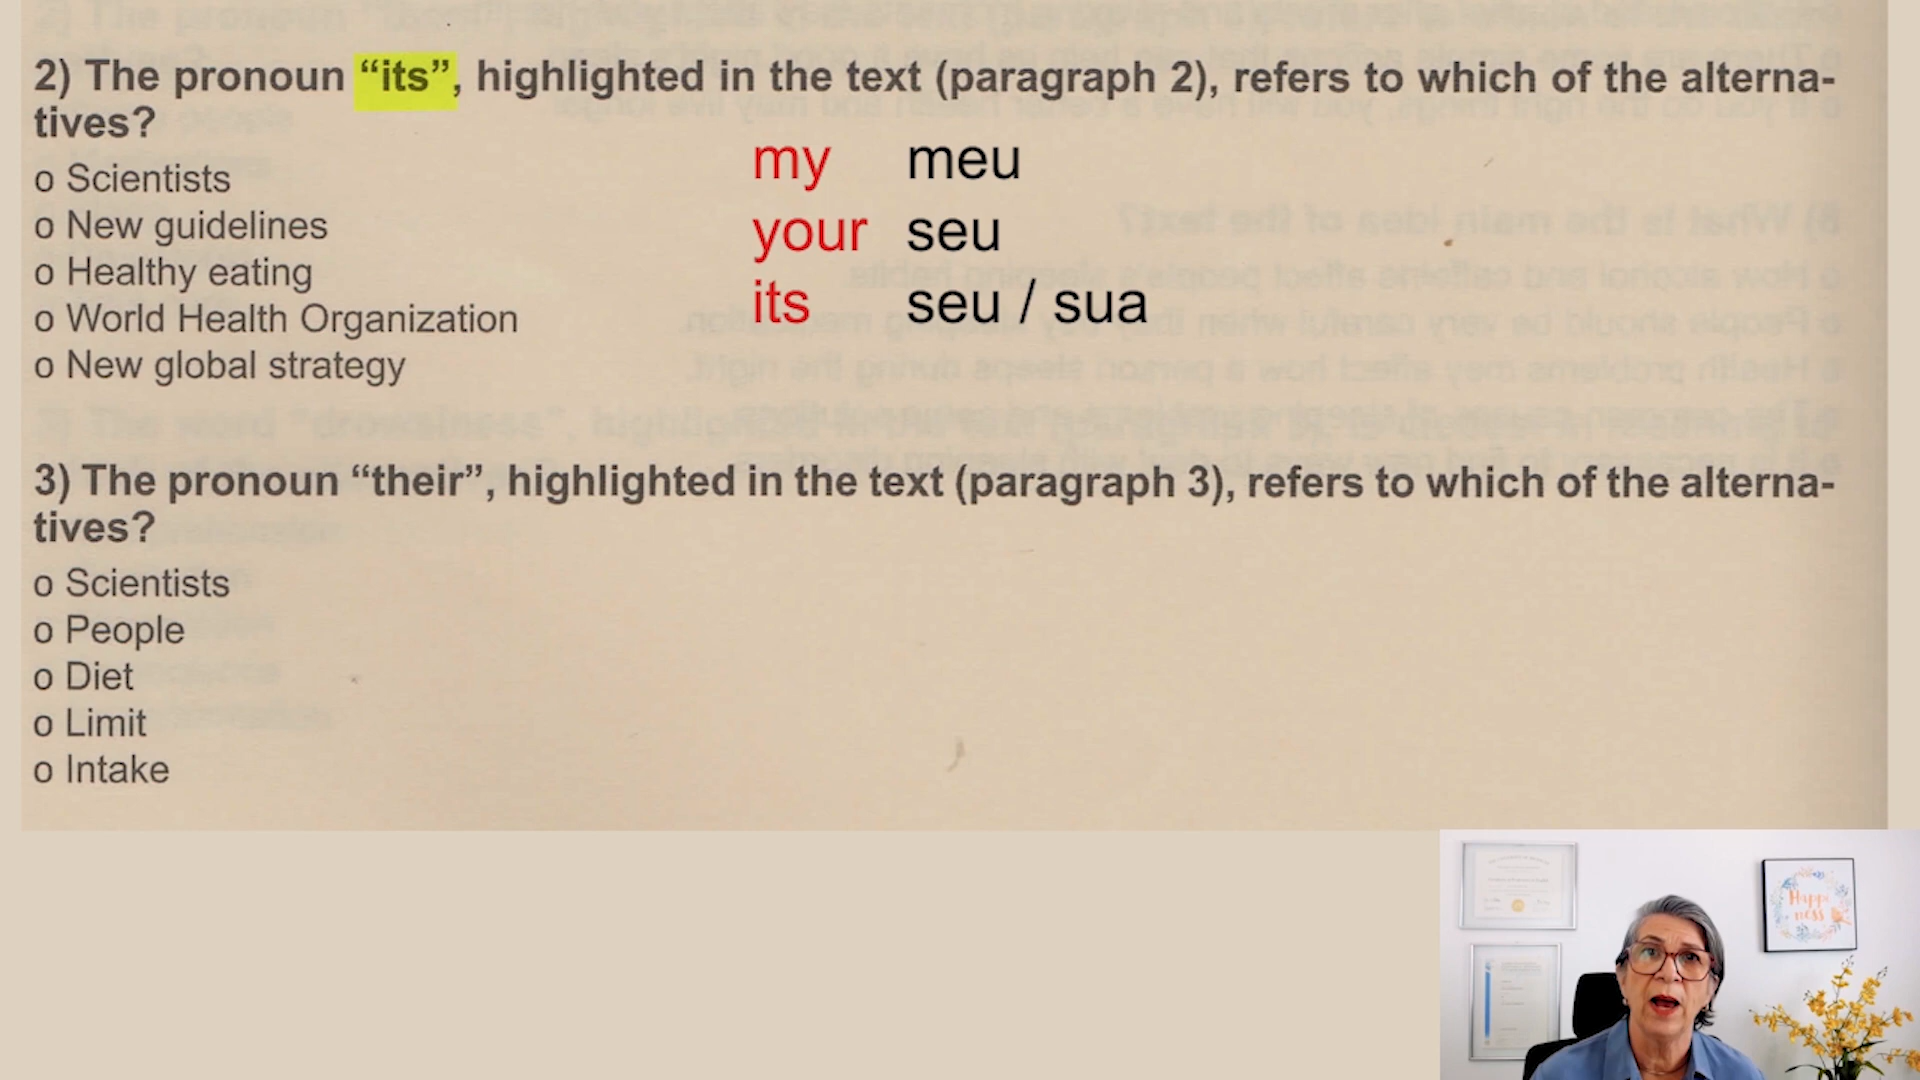 2) The pronoun “its”, highlighted in the text (paragraph 2), refers to which of the alterna-
tives?
o Scientists
o New guidelines
o Healthy eating
o World Health Organization
o New global strategy
my meu
your seu
its seu / sua
3) The pronoun “their”, highlighted in the text (paragraph 3), refers to which of the alterna-
tives?
o Scientists
o People
o Diet
o Limit
o Intake
Happi
ness